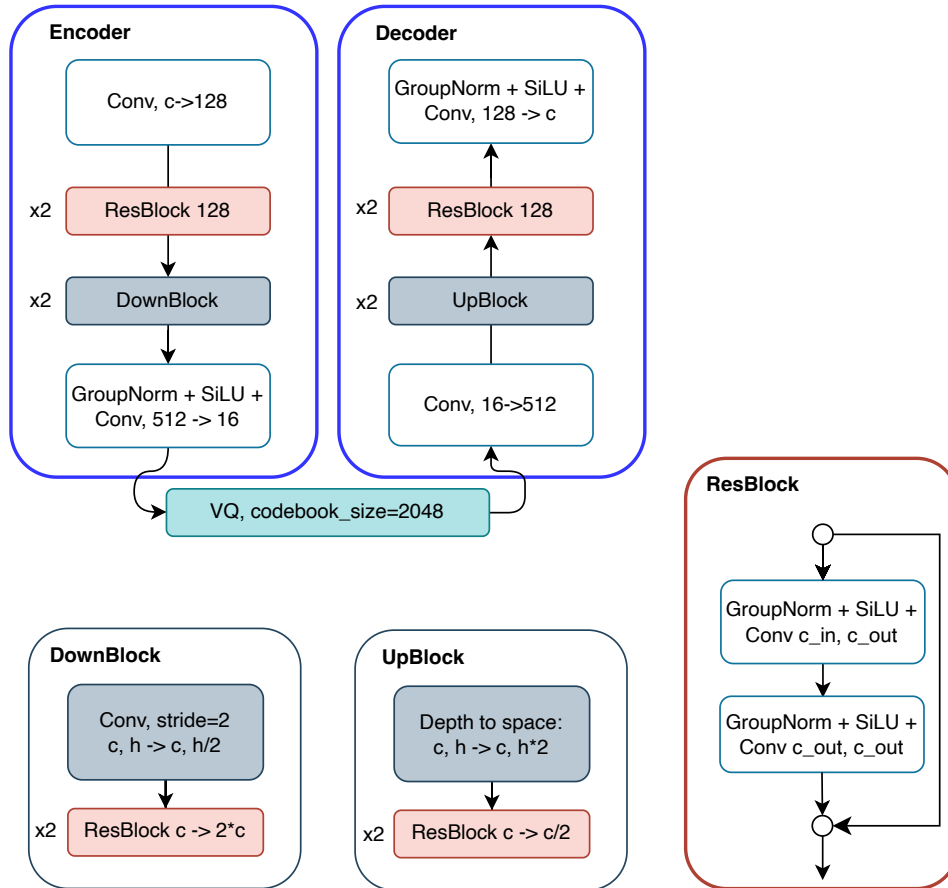 Encoder
Conv, c->128
x2
ResBlock 128
x2
DownBlock
GroupNorm + SiLU +
Conv, 512 -> 16
Decoder
GroupNorm + SiLU +
Conv, 128 -> c
x2
ResBlock 128
x2
UpBlock
Conv, 16->512
VQ, codebook_size=2048
DownBlock
Conv, stride=2
c, h -> c, h/2
x2
ResBlock c -> 2*c
UpBlock
Depth to space:
c, h -> c, h*2
x2
ResBlock c -> c/2
ResBlock
GroupNorm + SiLU +
Conv c_in, c_out
GroupNorm + SiLU +
Conv c_out, c_out